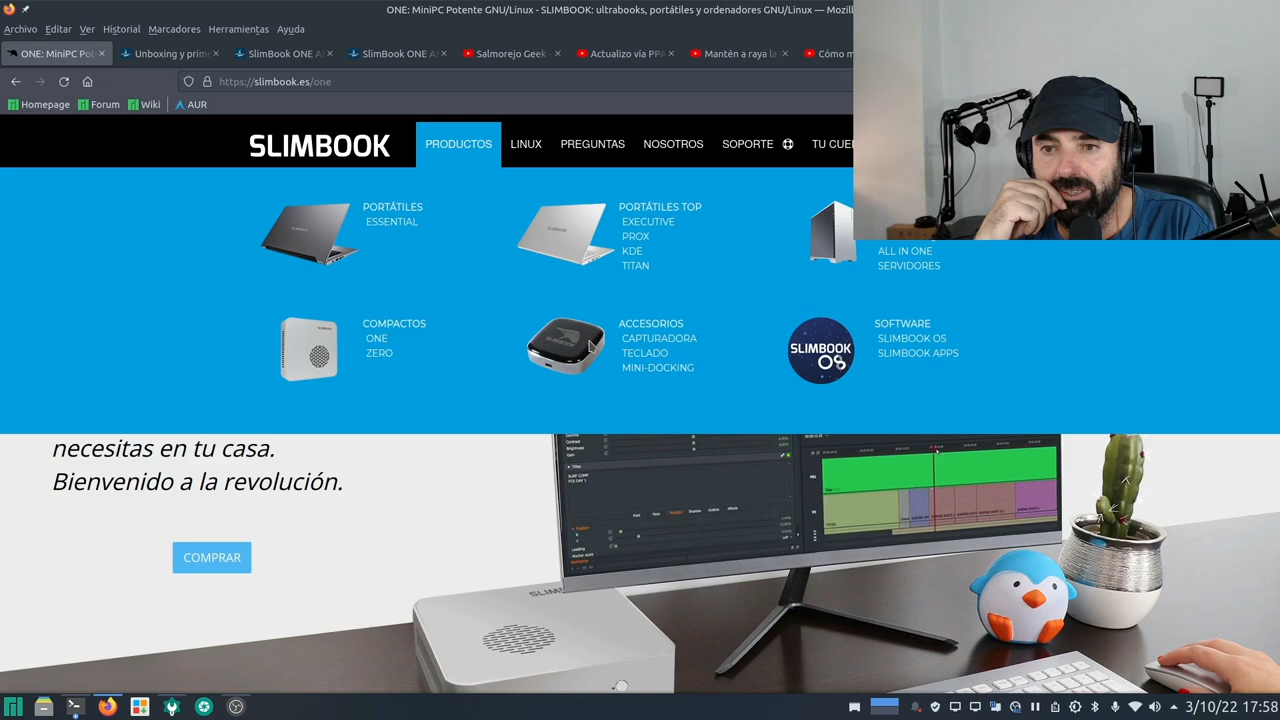 ONE: MiniPC Potente GNU/Linux - SLIMBOOK: ultrabooks, portátiles y ordenadores GNU/Linux — Mozill
Archivo Editar Ver Historial Marcadores Herramientas Ayuda
ONE: MiniPC Pot
Unboxing y prim
SlimBook ONE A
SlimBook ONE A
Salmorejo Geek -
Actualizo vía PP
Mantén a raya la
Cómo m
https://slimbook.es/one
Homepage Forum Wiki AUR
SLIMBOOK
PRODUCTOS LINUX PREGUNTAS NOSOTROS SOPORTE TU CUE
PORTÁTILES
ESSENTIAL
PORTÁTILES TOP
EXECUTIVE
PROX
KDE
TITAN
ALL IN ONE
SERVIDORES
COMPACTOS
ONE
ZERO
ACCESORIOS
CAPTURADORA
TECLADO
MINI-DOCKING
SLIMBOOK
OS
SOFTWARE
SLIMBOOK OS
SLIMBOOK APPS
necesitas en tu casa.
Bienvenido a la revolución.
COMPRAR
SLIM
3/10/22 17:58